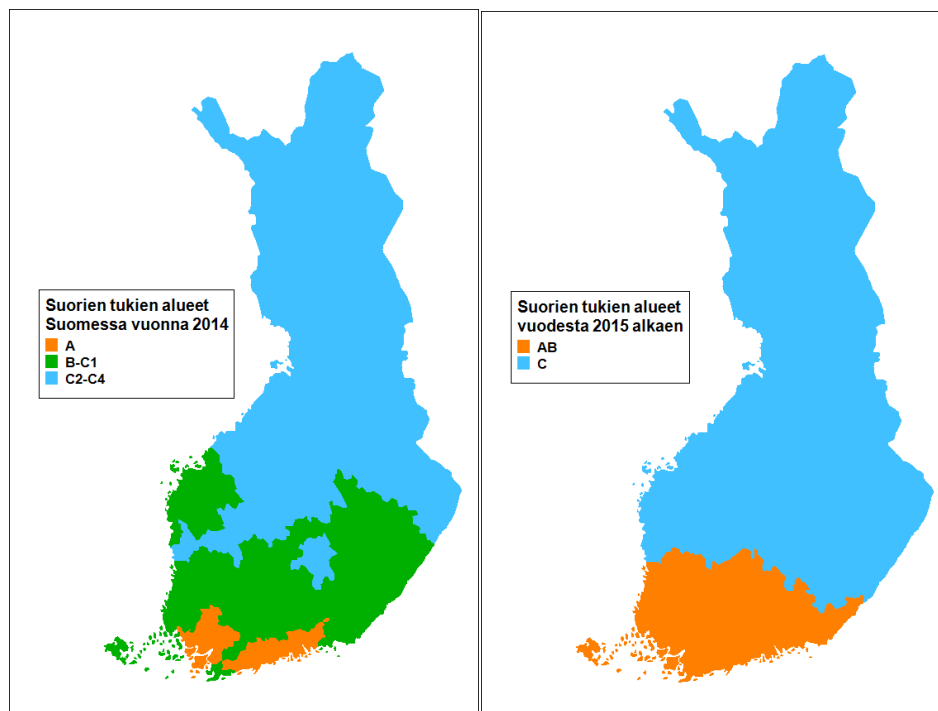 Suorien tukien alueet
Suomessa vuonna 2014
A
B-C1
C2-C4
Suorien tukien alueet
vuodesta 2015 alkaen
AB
C